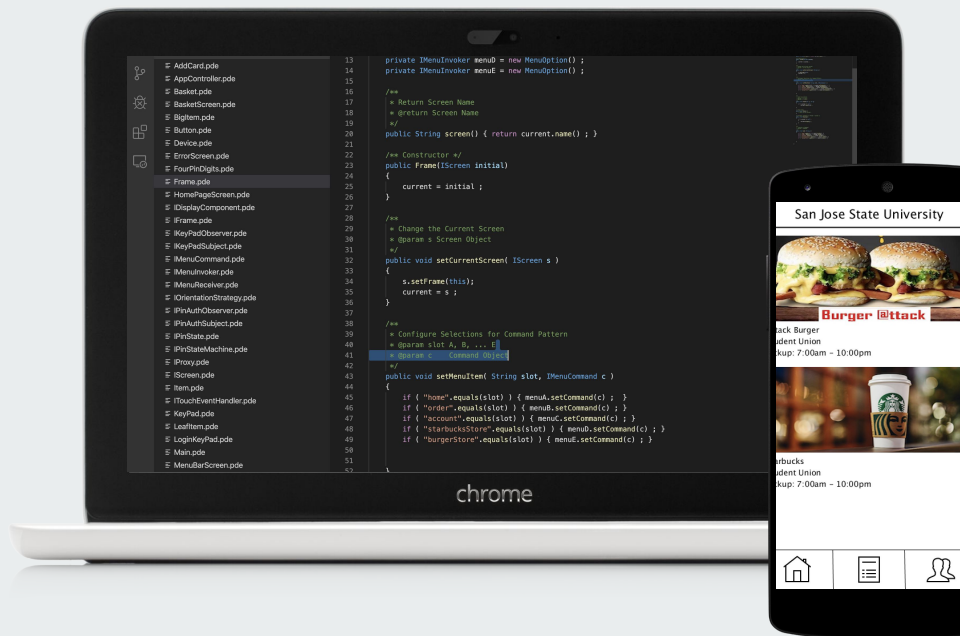 AddCard.pde
AppController.pde
Basket.pde
BasketScreen.pde
BigItem.pde
Button.pde
Device.pde
ErrorScreen.pde
FourPinDigits.pde
Frame.pde
HomePageScreen.pde
IDisplayComponent.pde
IFrame.pde
IKeyPadObserver.pde
IKeyPadSubject.pde
IMenuCommand.pde
IMenuInvoker.pde
IMenuReceiver.pde
IOrientationStrategy.pde
IPinAuthObserver.pde
IPinAuthSubject.pde
IPinState.pde
IPinStateMachine.pde
IProxy.pde
IScreen.pde
Item.pde
ITouchEventHandler.pde
KeyPad.pde
LeafItem.pde
LoginKeyPad.pde
Main.pde
MenuBarScreen.pde
13 private IMenuInvoker menuD = new MenuOption() ;
14 private IMenuInvoker menuE = new MenuOption() ;
15
16 /**
17 * Return Screen Name
18 * @return Screen Name
19 */
20 public String screen() { return current.name() ; }
21
22 /** Constructor */
23 public Frame(IScreen initial)
24 {
25 current = initial ;
26 }
27
28 /**
29 * Change the Current Screen
30 * @param s Screen Object
31 */
32 public void setCurrentScreen( IScreen s )
33 {
34 s.setFrame(this);
35 current = s ;
36 }
37
38 /**
39 * Configure Selections for Command Pattern
40 * @param slot A, B, ... E
41 * @param c    Command Object
42 */
43 public void setMenuItem( String slot, IMenuCommand c )
44 {
45 if ( "home".equals(slot) ) { menuA.setCommand(c) ;  }
46 if ( "order".equals(slot) ) { menuB.setCommand(c) ; }
47 if ( "account".equals(slot) ) { menuC.setCommand(c) ; }
48 if ( "starbucksStore".equals(slot) ) { menuD.setCommand(c) ; }
49 if ( "burgerStore".equals(slot) ) { menuE.setCommand(c) ; }
50
51
52 }
chrome
San Jose State University
Burger @ttack
tack Burger
udent Union
kup: 7:00am – 10:00pm
arbucks
udent Union
kup: 7:00am – 10:00pm